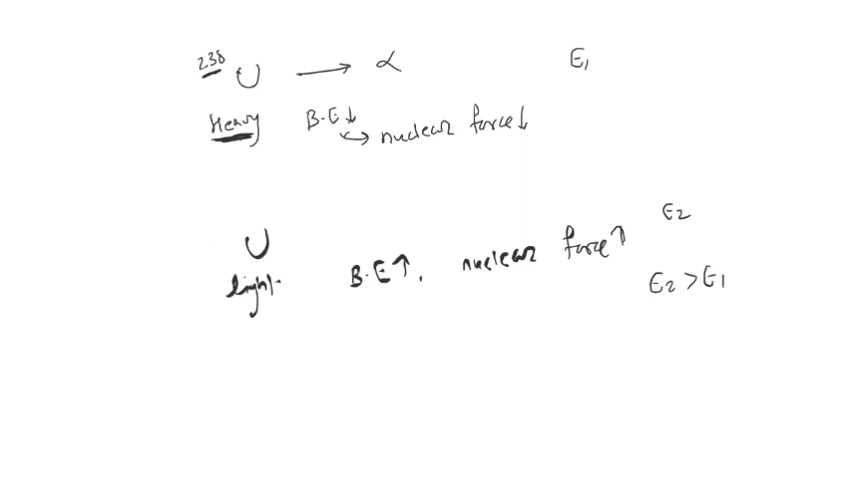 238 U → α E₁
Heavy B.E↓
↪ nuclear force↓
E₂
U B.E↑, nuclear force↑
light E₂ > E₁